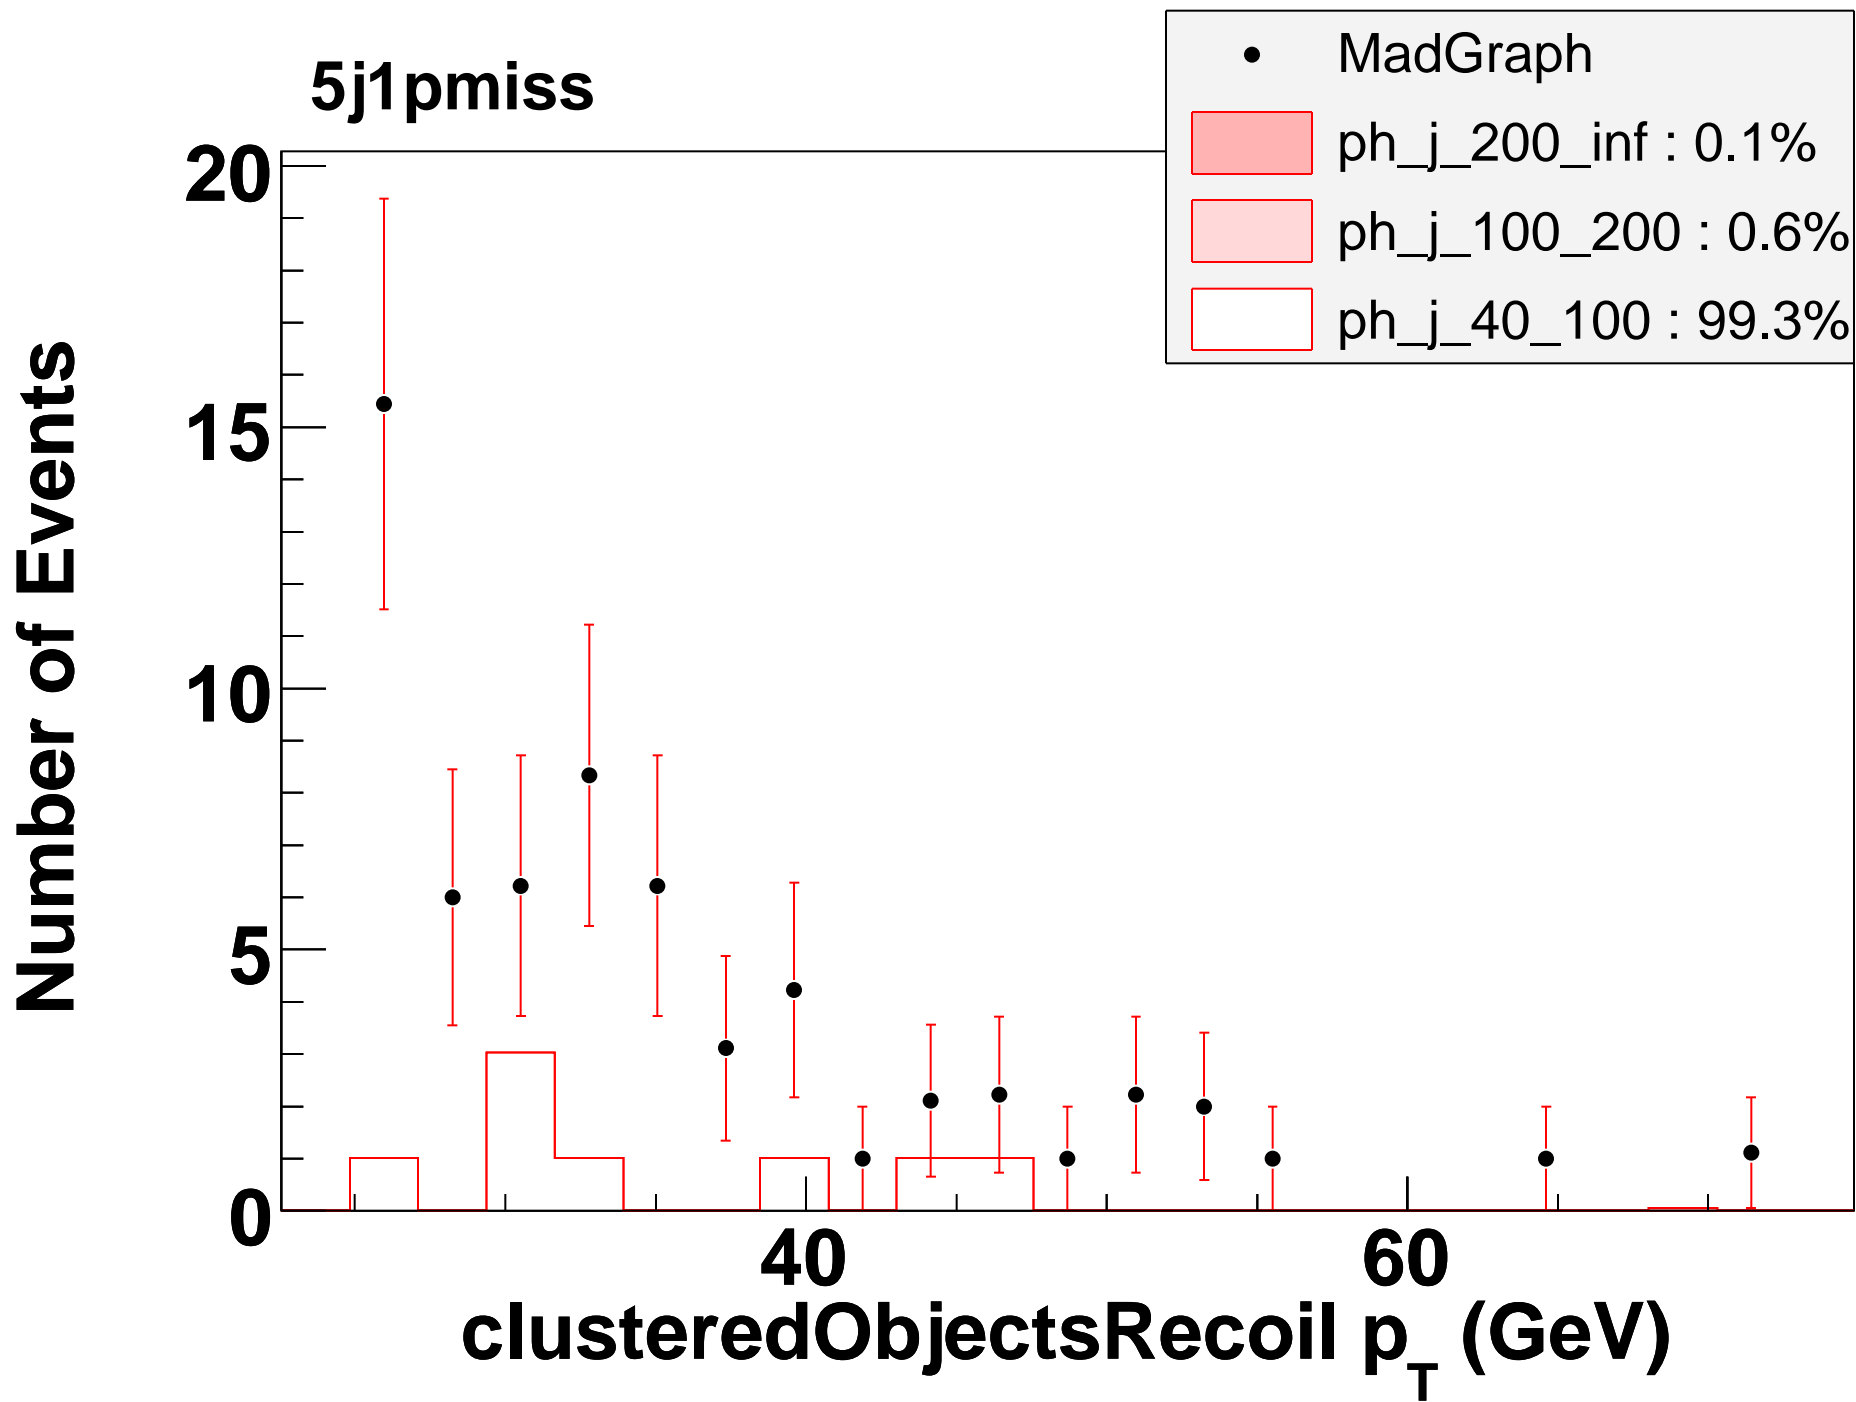 5j1pmiss
MadGraph
ph_j_200_inf : 0.1%
ph_j_100_200 : 0.6%
ph_j_40_100 : 99.3%
Number of Events
20
15
10
5
0
40 60
clusteredObjectsRecoil p_T (GeV)